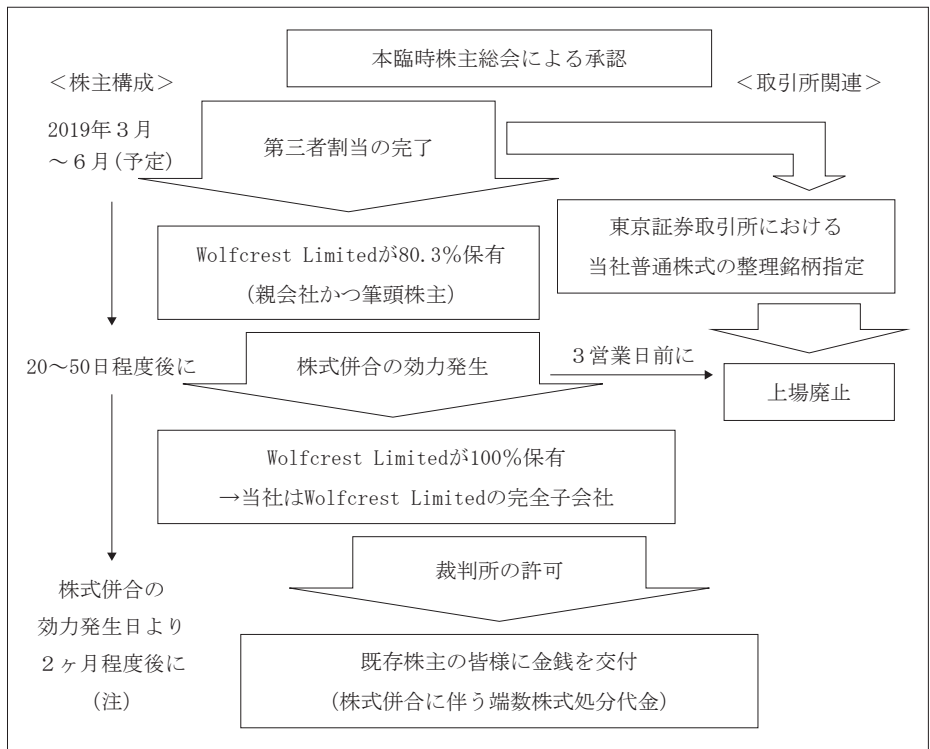 本臨時株主総会による承認
＜株主構成＞
＜取引所関連＞
2019年３月
～６月(予定)
第三者割当の完了
Wolfcrest Limitedが80.3％保有
(親会社かつ筆頭株主)
東京証券取引所における
当社普通株式の整理銘柄指定
20～50日程度後に
株式併合の効力発生
３営業日前に
上場廃止
Wolfcrest Limitedが100％保有
→当社はWolfcrest Limitedの完全子会社
裁判所の許可
株式併合の
効力発生日より
２ヶ月程度後に
(注)
既存株主の皆様に金銭を交付
(株式併合に伴う端数株式処分代金)